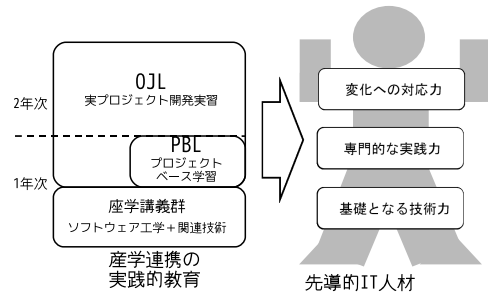 OJL
実プロジェクト開発実習
2年次
PBL
プロジェクト
ベース学習
1年次
座学講義群
ソフトウェア工学＋関連技術
産学連携の
実践的教育
変化への対応力
専門的な実践力
基礎となる技術力
先導的IT人材